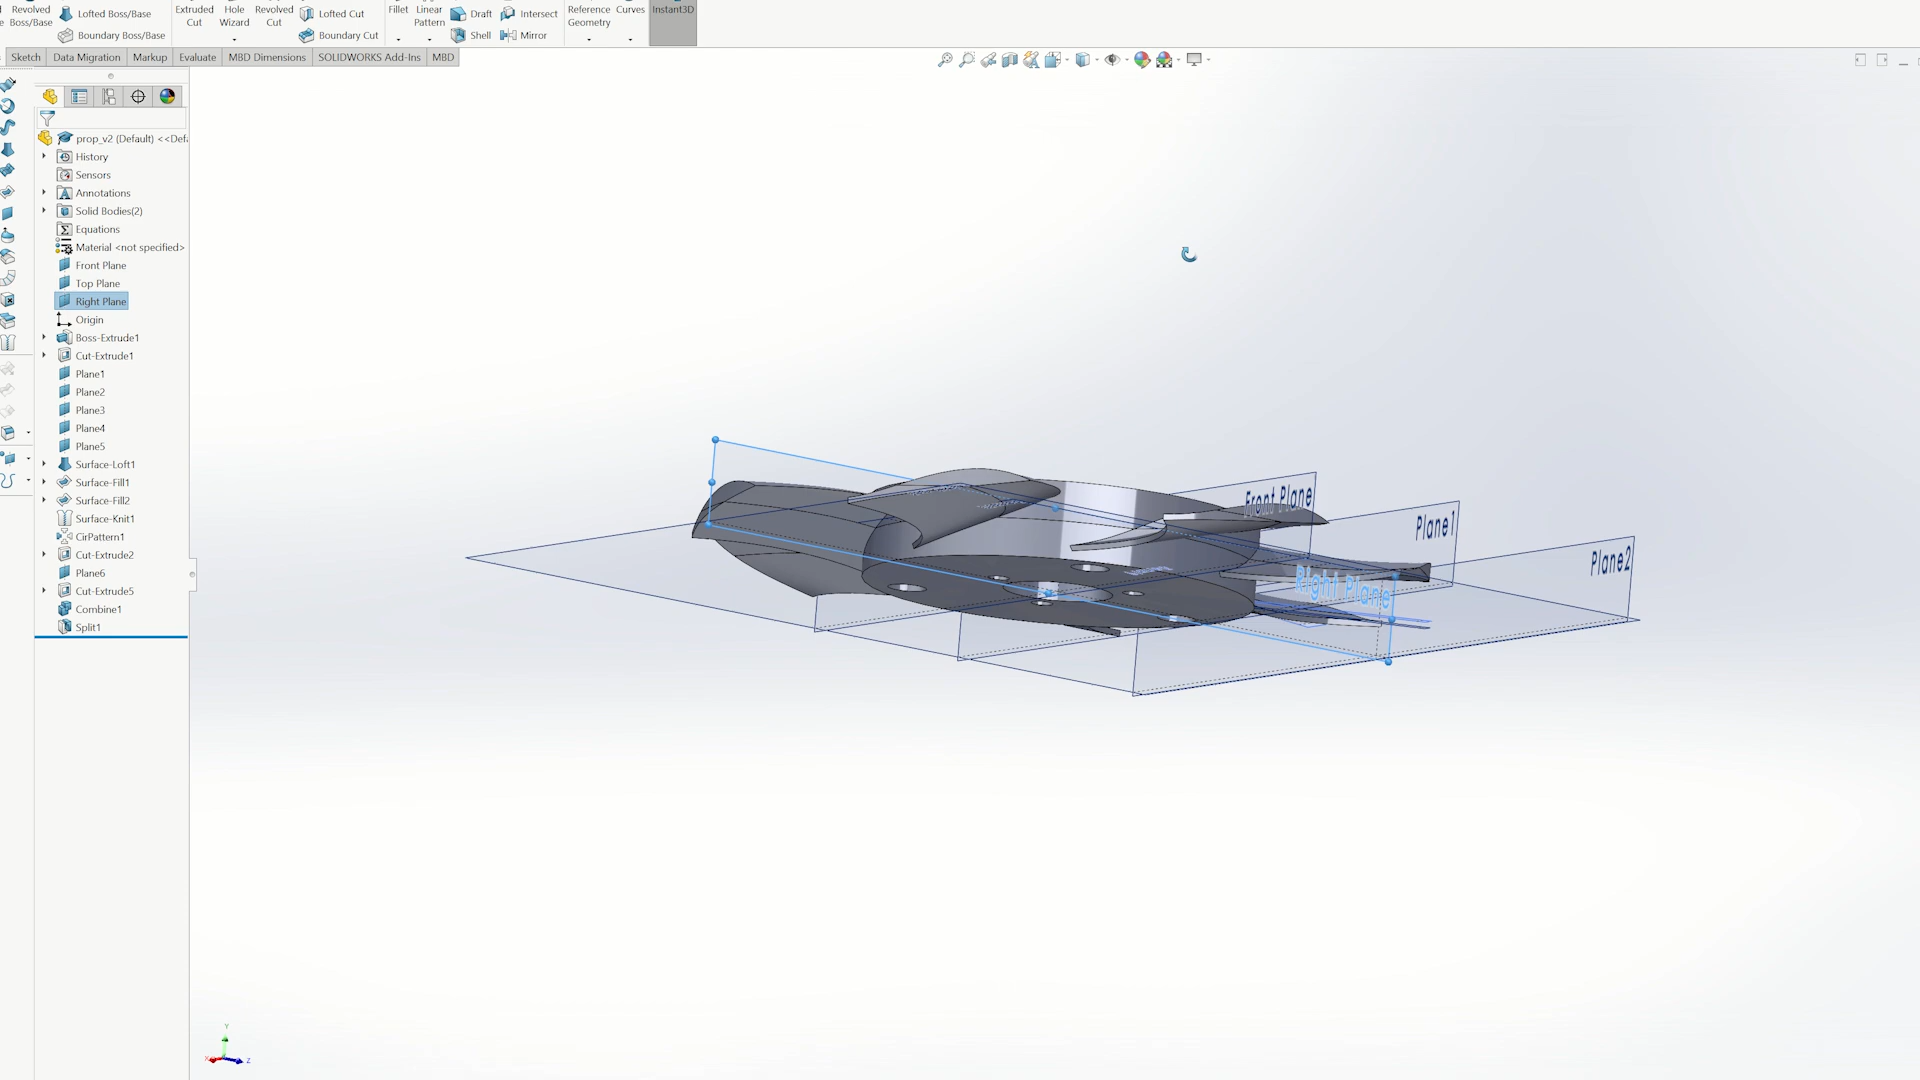 Revolved Boss/Base
Lofted Boss/Base
Boundary Boss/Base
Extruded Cut
Hole Wizard
Revolved Cut
Lofted Cut
Boundary Cut
Fillet
Linear Pattern
Draft
Shell
Intersect
Mirror
Reference Geometry
Curves
Instant3D
Sketch
Data Migration
Markup
Evaluate
MBD Dimensions
SOLIDWORKS Add-Ins
MBD
prop_v2 (Default) <<Defa
History
Sensors
Annotations
Solid Bodies(2)
Equations
Material <not specified>
Front Plane
Top Plane
Right Plane
Origin
Boss-Extrude1
Cut-Extrude1
Plane1
Plane2
Plane3
Plane4
Plane5
Surface-Loft1
Surface-Fill1
Surface-Fill2
Surface-Knit1
CirPattern1
Cut-Extrude2
Plane6
Cut-Extrude5
Combine1
Split1
Front Plane
Plane1
Plane2
Right Plane
Y
X
Z